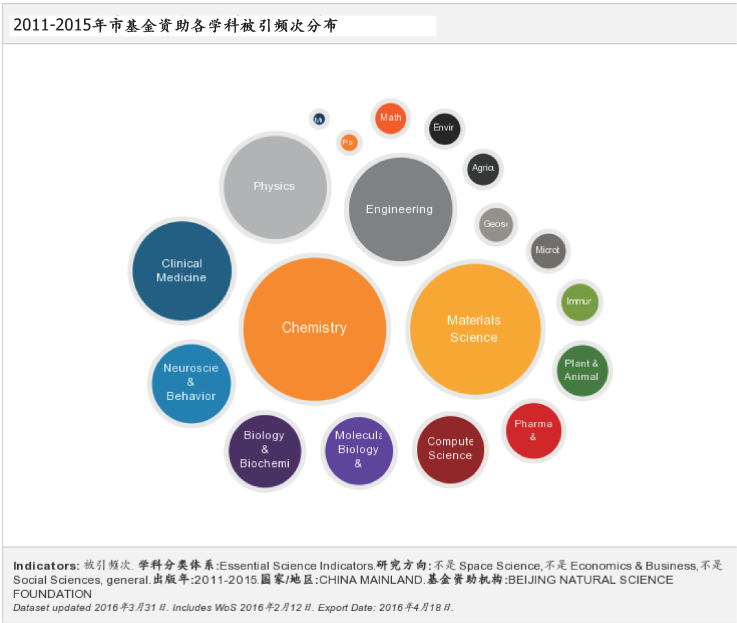 2011-2015年市基金资助各学科被引频次分布
Math
Envir
Ps
Physics
Engineering
Agricu
Geos
Microt
Clinical
Medicine
Immur
Chemistry
Materials
Science
Neuroscie
&
Behavior
Plant &
Animal
Biology
&
Biochemi
Molecula
Biology
&
Compute
Science
Pharma
&
Indicators: 被引频次. 学科分类体系:Essential Science Indicators.研究方向:不是 Space Science,不是 Economics & Business,不是
Social Sciences, general.出版年:2011-2015.国家/地区:CHINA MAINLAND.基金资助机构:BEIJING NATURAL SCIENCE
FOUNDATION
Dataset updated 2016年3月31日. Includes WoS 2016年2月12日. Export Date: 2016年4月18日.